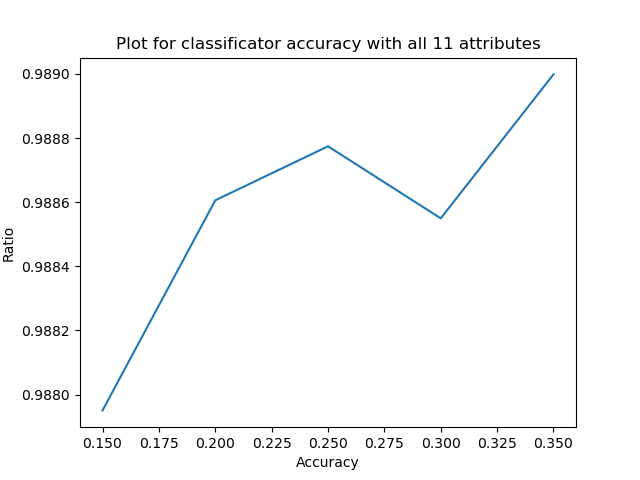 Plot for classificator accuracy with all 11 attributes
0.9890
0.9888
0.9886
0.9884
0.9882
0.9880
Ratio
0.150 0.175 0.200 0.225 0.250 0.275 0.300 0.325 0.350
Accuracy